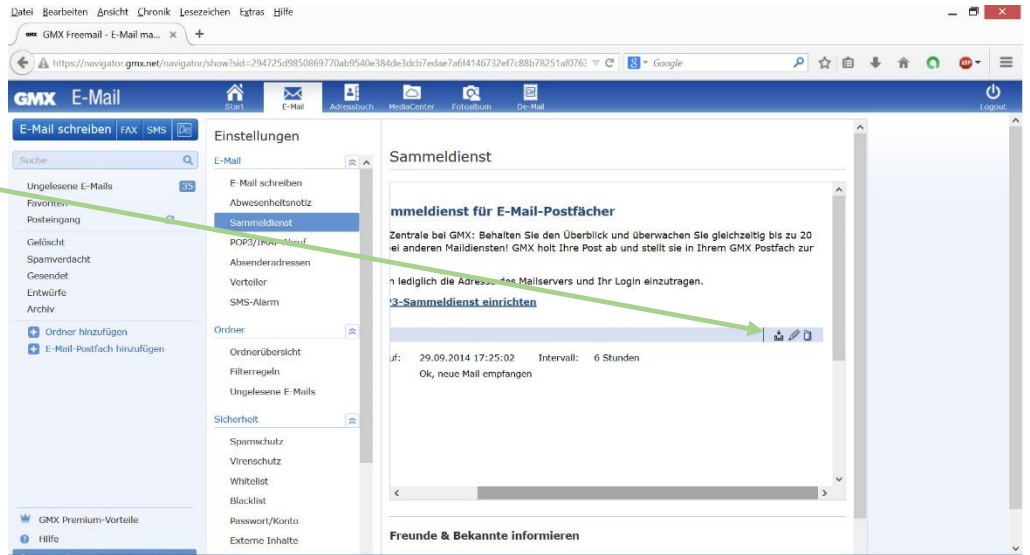 Datei Bearbeiten Ansicht Chronik Lesezeichen Extras Hilfe
GMX Freemail - E-Mail ma...
https://navigator.gmx.net/navigator/show?sid= Google
GMX E-Mail
Start E-Mail Adressbuch MediaCenter Fotoalbum De-Mail Logout
E-Mail schreiben FAX SMS De
Suche
Ungelesene E-Mails 35
Favoriten
Posteingang
Gelöscht
Spamverdacht
Gesendet
Entwürfe
Archiv
Ordner hinzufügen
E-Mail-Postfach hinzufügen
GMX Premium-Vorteile
Hilfe
Einstellungen
E-Mail
E-Mail schreiben
Abwesenheitsnotiz
Sammeldienst
POP3/IMAP Abruf
Absenderadressen
Verteiler
SMS-Alarm
Ordner
Ordnerübersicht
Filterregeln
Ungelesene E-Mails
Sicherheit
Spamschutz
Virenschutz
Whitelist
Blacklist
Passwort/Konto
Externe Inhalte
Sammeldienst
mmeldienst für E-Mail-Postfächer
Zentrale bei GMX: Behalten Sie den Überblick und überwachen Sie gleichzeitig bis zu 20
ei anderen Maildiensten! GMX holt Ihre Post ab und stellt sie in Ihrem GMX Postfach zur
n lediglich die Adresse des Mailservers und Ihr Login einzutragen.
P3-Sammeldienst einrichten
uf: 29.09.2014 17:25:02 Intervall: 6 Stunden
Ok, neue Mail empfangen
Freunde & Bekannte informieren